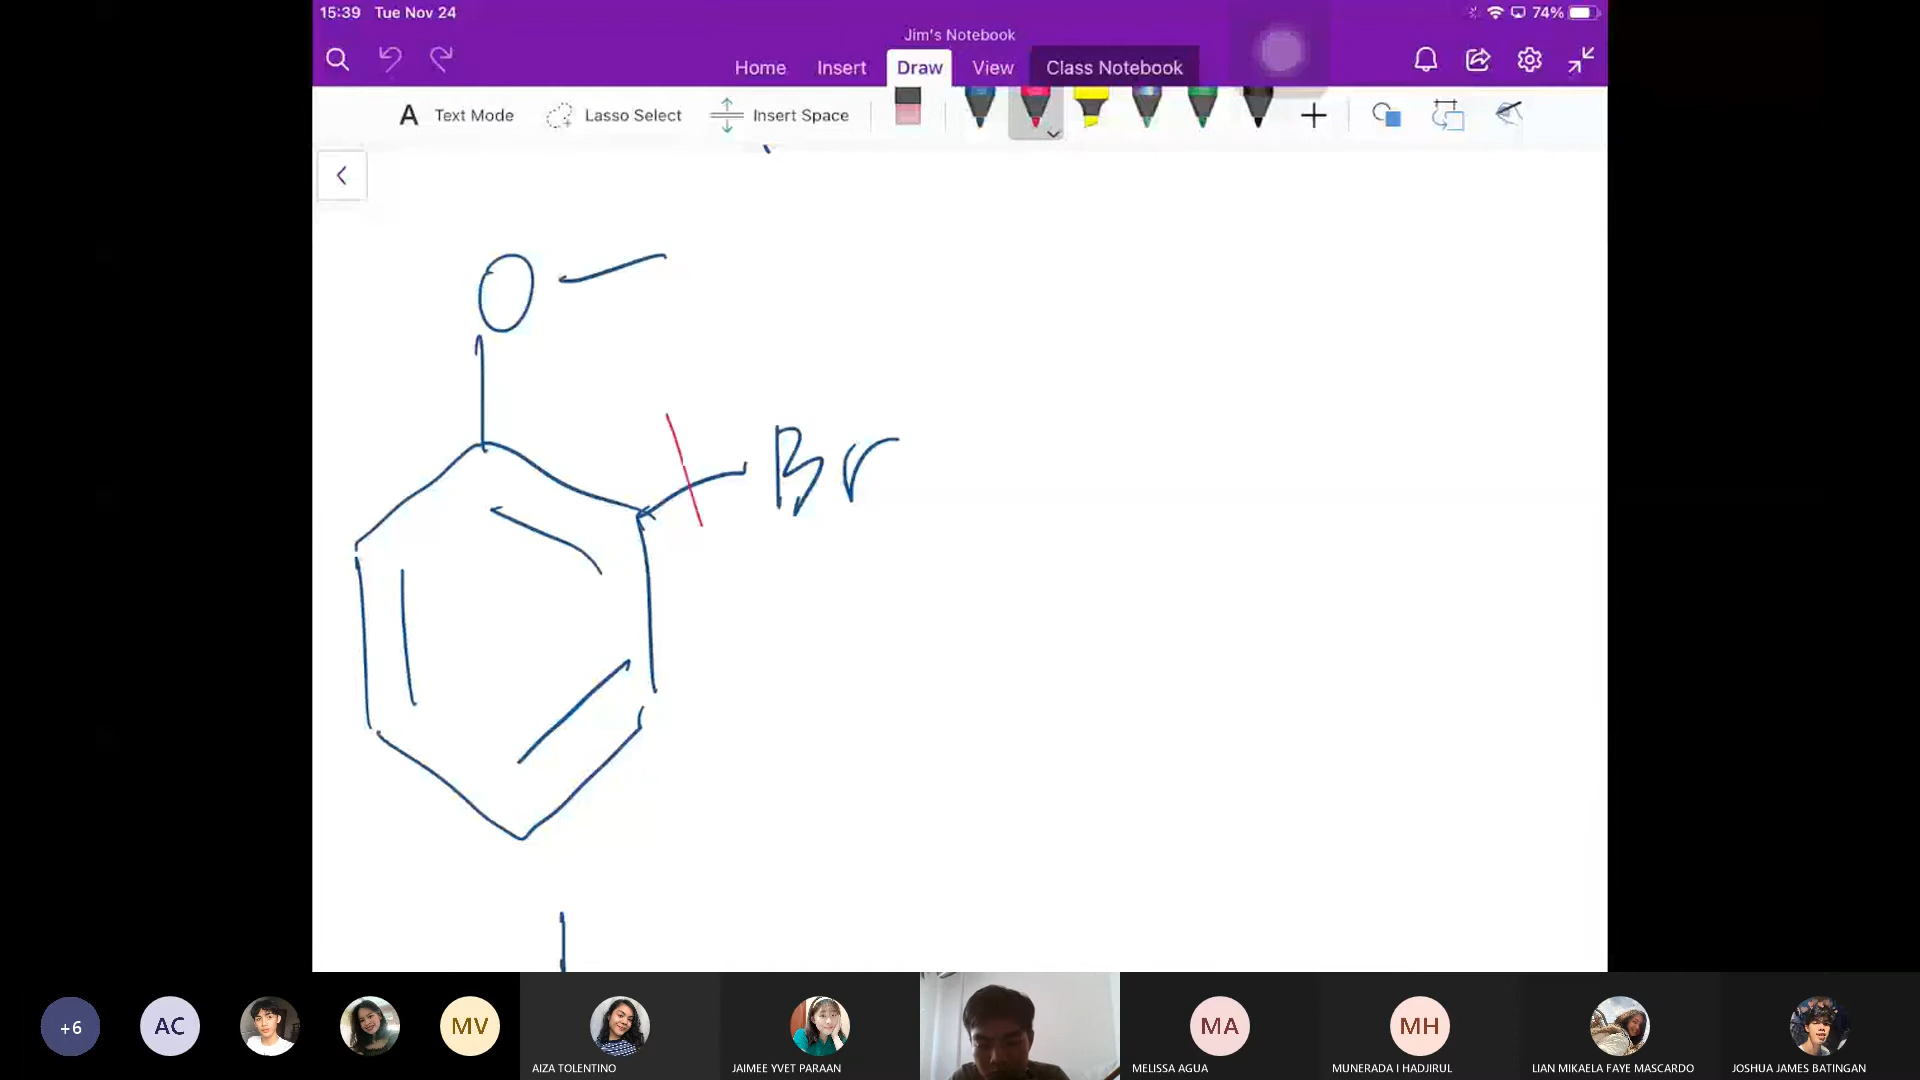 15:39 Tue Nov 24
74%
Jim's Notebook
Home Insert Draw View Class Notebook
A Text Mode Lasso Select Insert Space
O
Br
+6 AC MV MA MH
AIZA TOLENTINO JAIMEE YVET PARAAN MELISSA AGUA MUNERADA I HADJIRUL LIAN MIKAELA FAYE MASCARDO JOSHUA JAMES BATINGAN